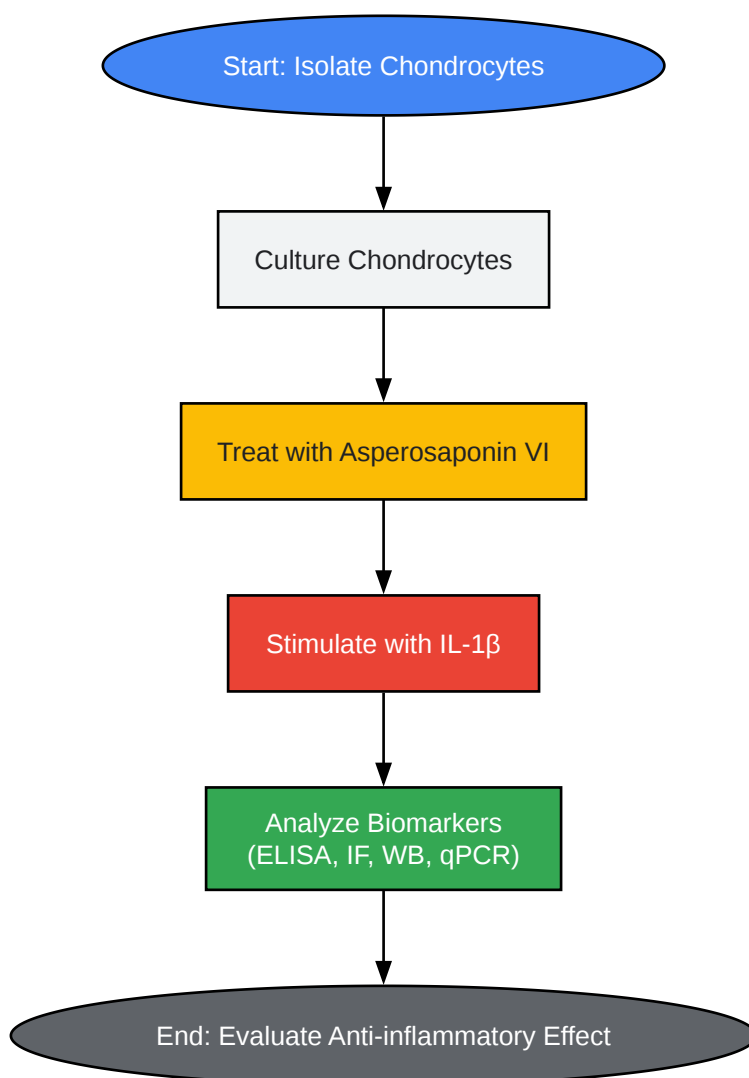 Start: Isolate Chondrocytes
Culture Chondrocytes
Treat with Asperosaponin VI
Stimulate with IL-1β
Analyze Biomarkers
(ELISA, IF, WB, qPCR)
End: Evaluate Anti-inflammatory Effect